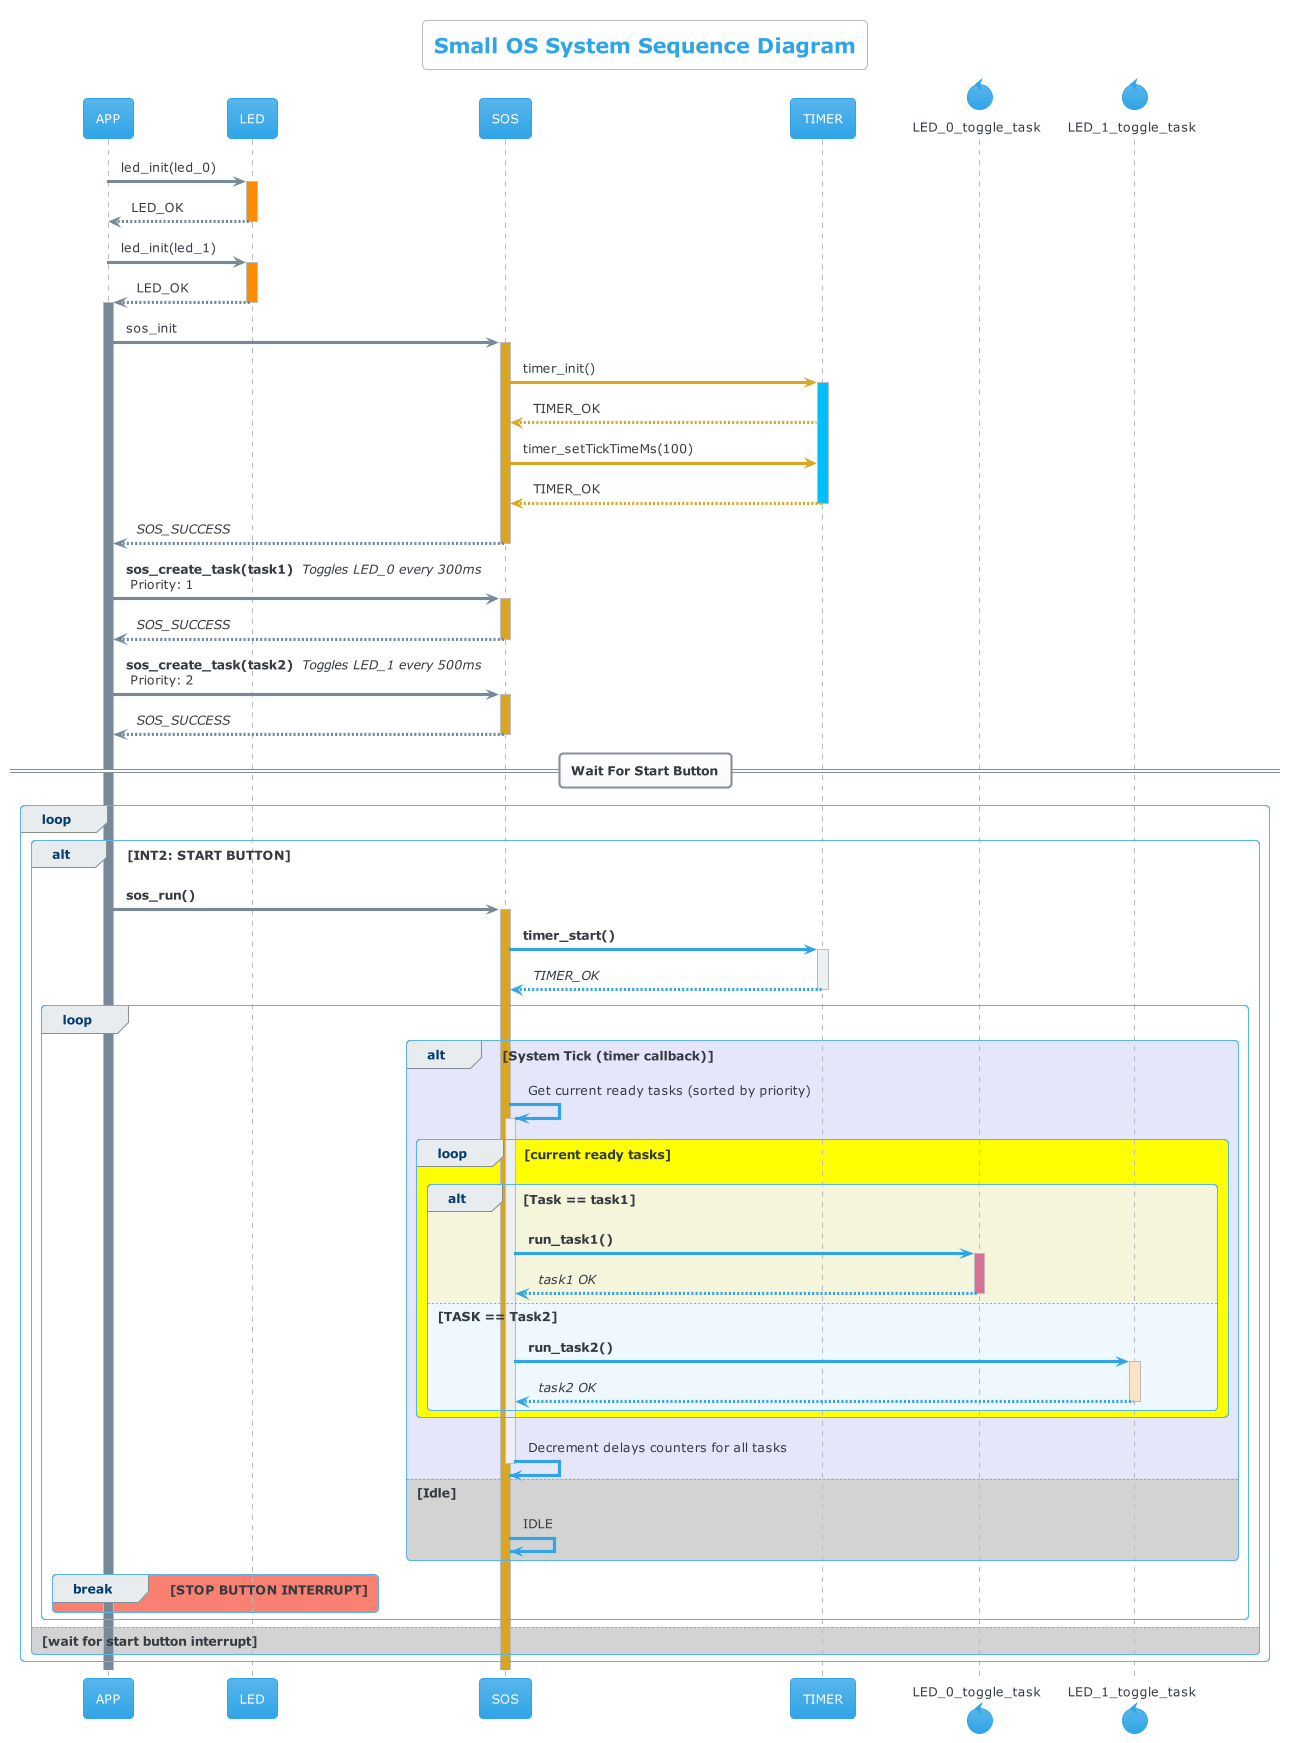 Small OS System Sequence Diagram
APP
LED
SOS
TIMER
LED_0_toggle_task
LED_1_toggle_task
led_init(led_0)
LED_OK
led_init(led_1)
LED_OK
sos_init
timer_init()
TIMER_OK
timer_setTickTimeMs(100)
TIMER_OK
SOS_SUCCESS
sos_create_task(task1) Toggles LED_0 every 300ms
Priority: 1
SOS_SUCCESS
sos_create_task(task2) Toggles LED_1 every 500ms
Priority: 2
SOS_SUCCESS
Wait For Start Button
loop
alt [INT2: START BUTTON]
sos_run()
timer_start()
TIMER_OK
loop
alt [System Tick (timer callback)]
Get current ready tasks (sorted by priority)
loop [current ready tasks]
alt [Task == task1]
run_task1()
task1 OK
[TASK == Task2]
run_task2()
task2 OK
Decrement delays counters for all tasks
[Idle]
IDLE
break [STOP BUTTON INTERRUPT]
[wait for start button interrupt]
APP
LED
SOS
TIMER
LED_0_toggle_task
LED_1_toggle_task